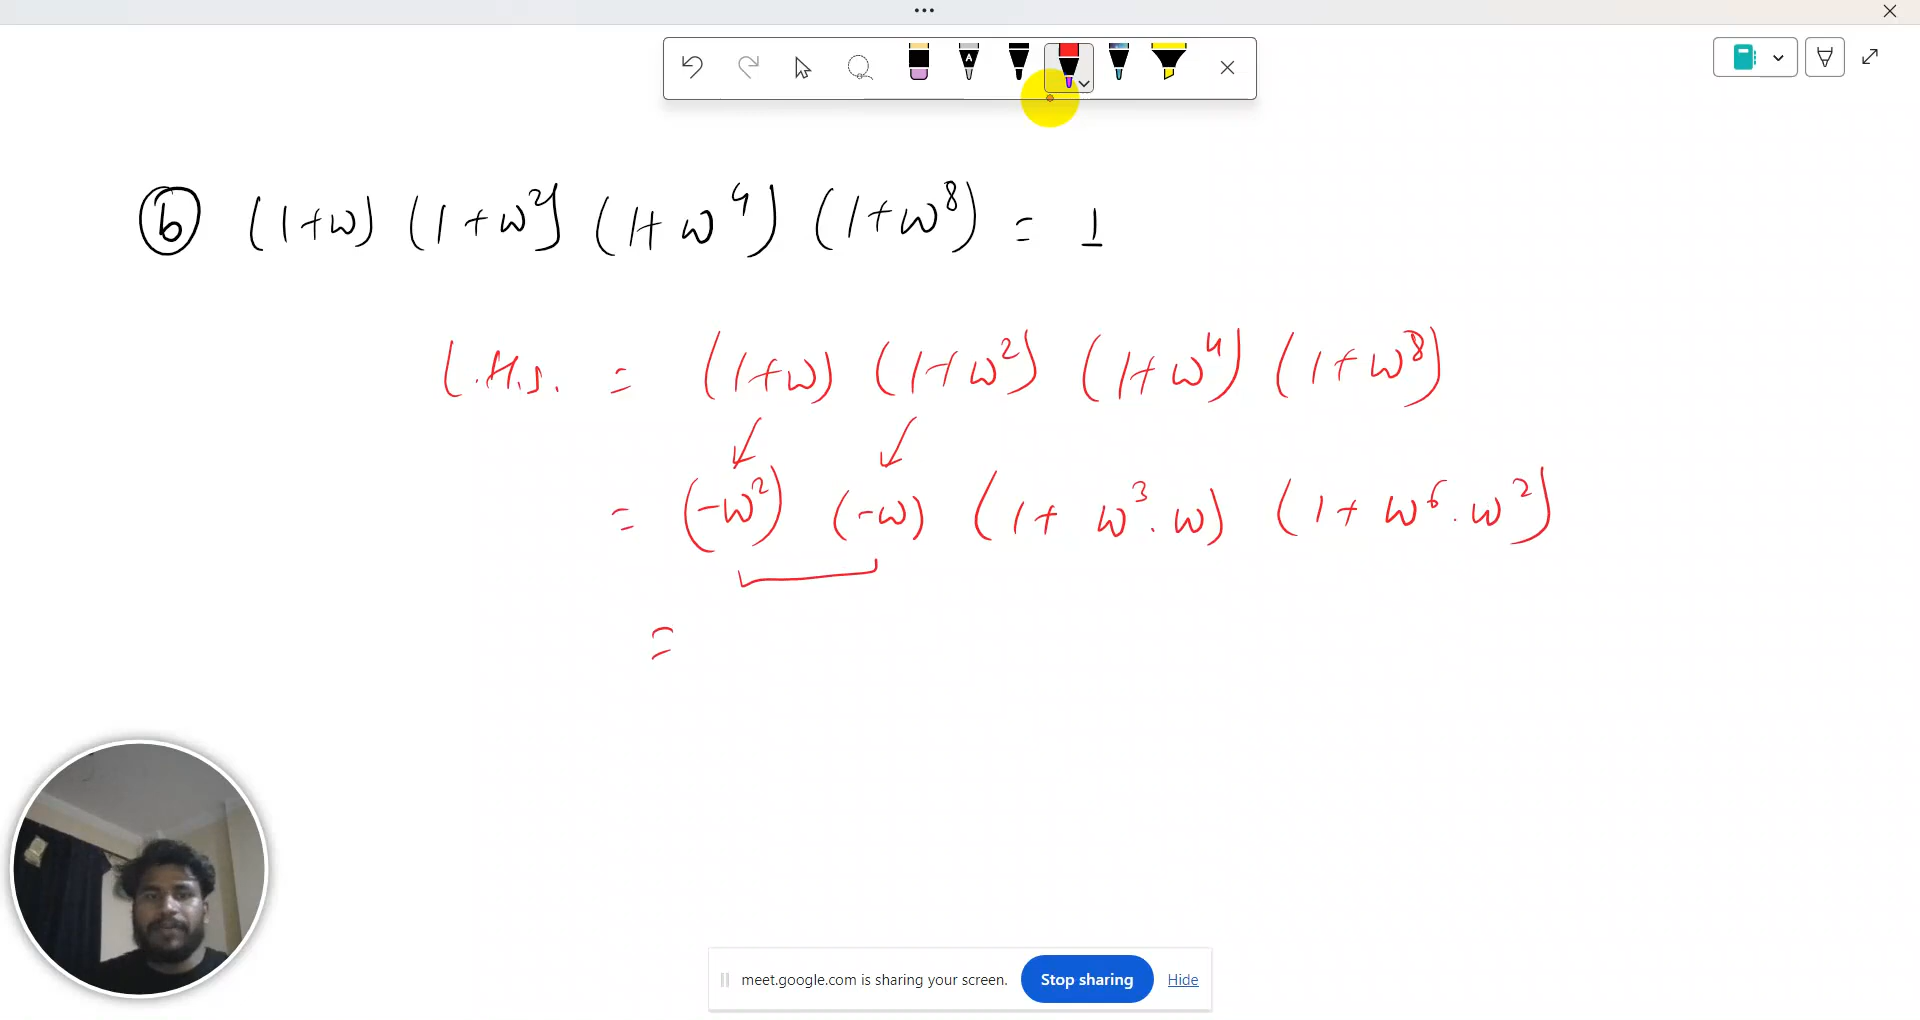 ⓑ (1+ω) (1+ω²) (1+ω⁴) (1+ω⁸) = 1
L.H.S. = (1+ω) (1+ω²) (1+ω⁴) (1+ω⁸)
= (-ω²) (-ω) (1+ ω³.ω) (1+ ω⁶.ω²)
=
meet.google.com is sharing your screen. Stop sharing Hide